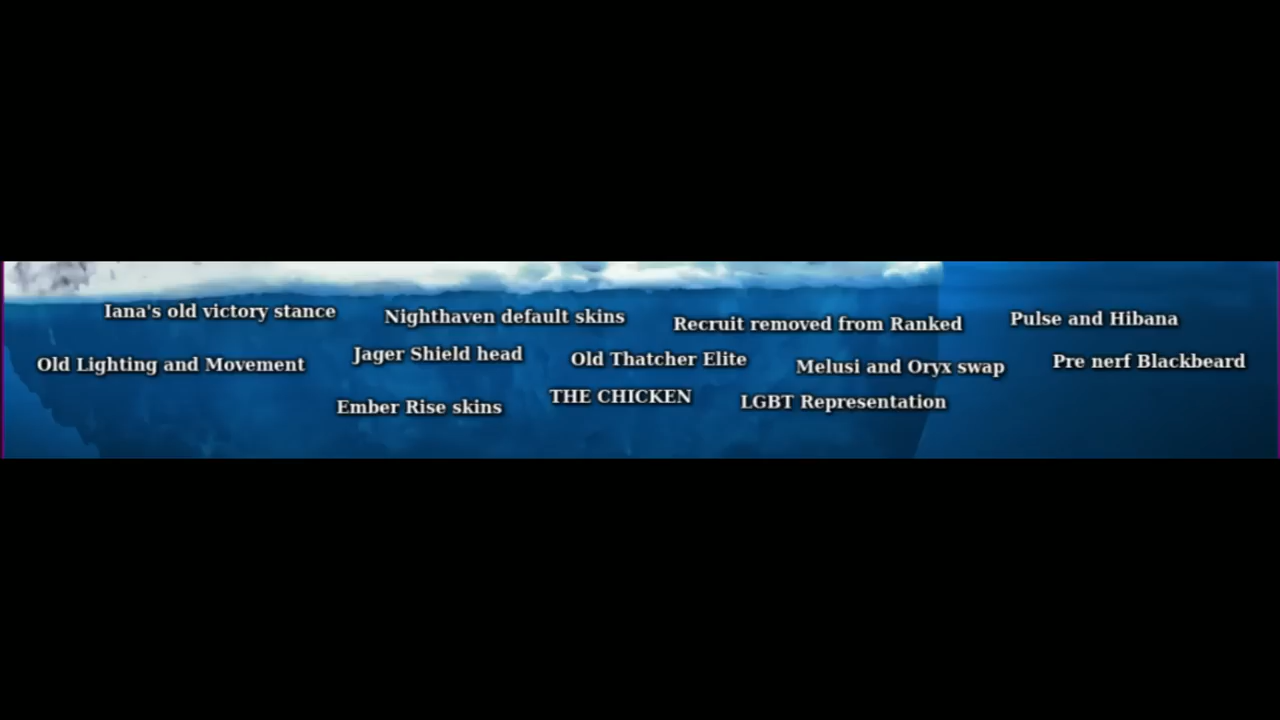 Iana's old victory stance
Nighthaven default skins
Recruit removed from Ranked
Pulse and Hibana
Old Lighting and Movement
Jager Shield head
Old Thatcher Elite
Melusi and Oryx swap
Pre nerf Blackbeard
Ember Rise skins
THE CHICKEN
LGBT Representation